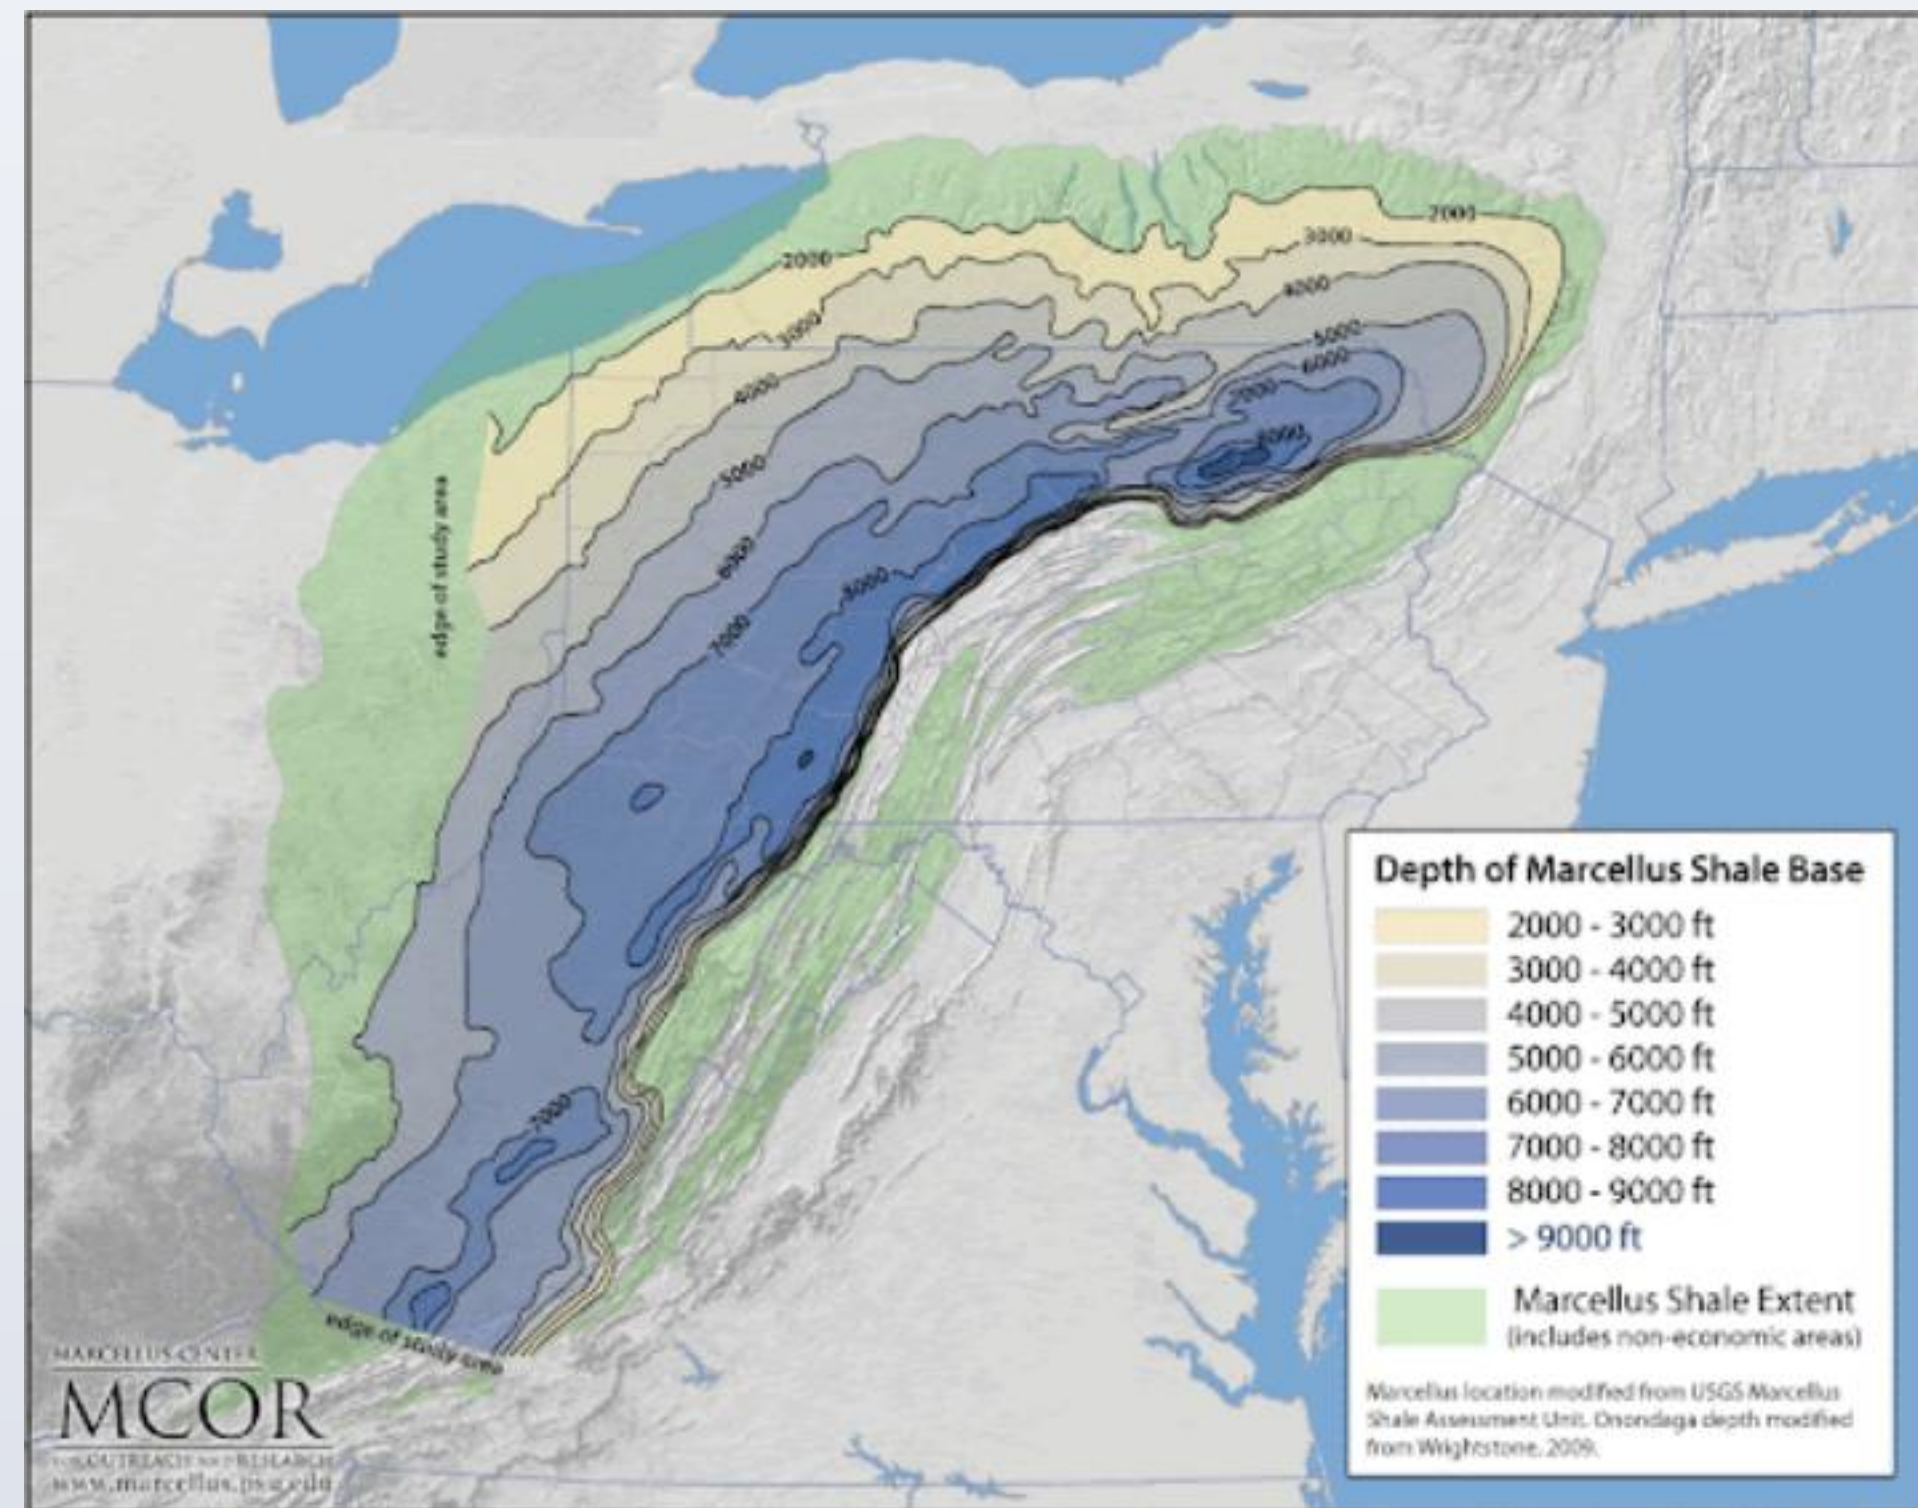 2000
2000
3000
3000
4000
4000
5000
5000
6000
6000
7000
7000
8000
8000
7000
edge of study area
edge of study area
Depth of Marcellus Shale Base
2000 - 3000 ft
3000 - 4000 ft
4000 - 5000 ft
5000 - 6000 ft
6000 - 7000 ft
7000 - 8000 ft
8000 - 9000 ft
> 9000 ft
Marcellus Shale Extent
(includes non-economic areas)
Marcellus location modified from USGS Marcellus
Shale Assessment Unit. Onondaga depth modified
from Wrightstone, 2009.
MARCELLUS CENTER
MCOR
FOR OUTREACH AND RESEARCH
www.marcellus.psu.edu